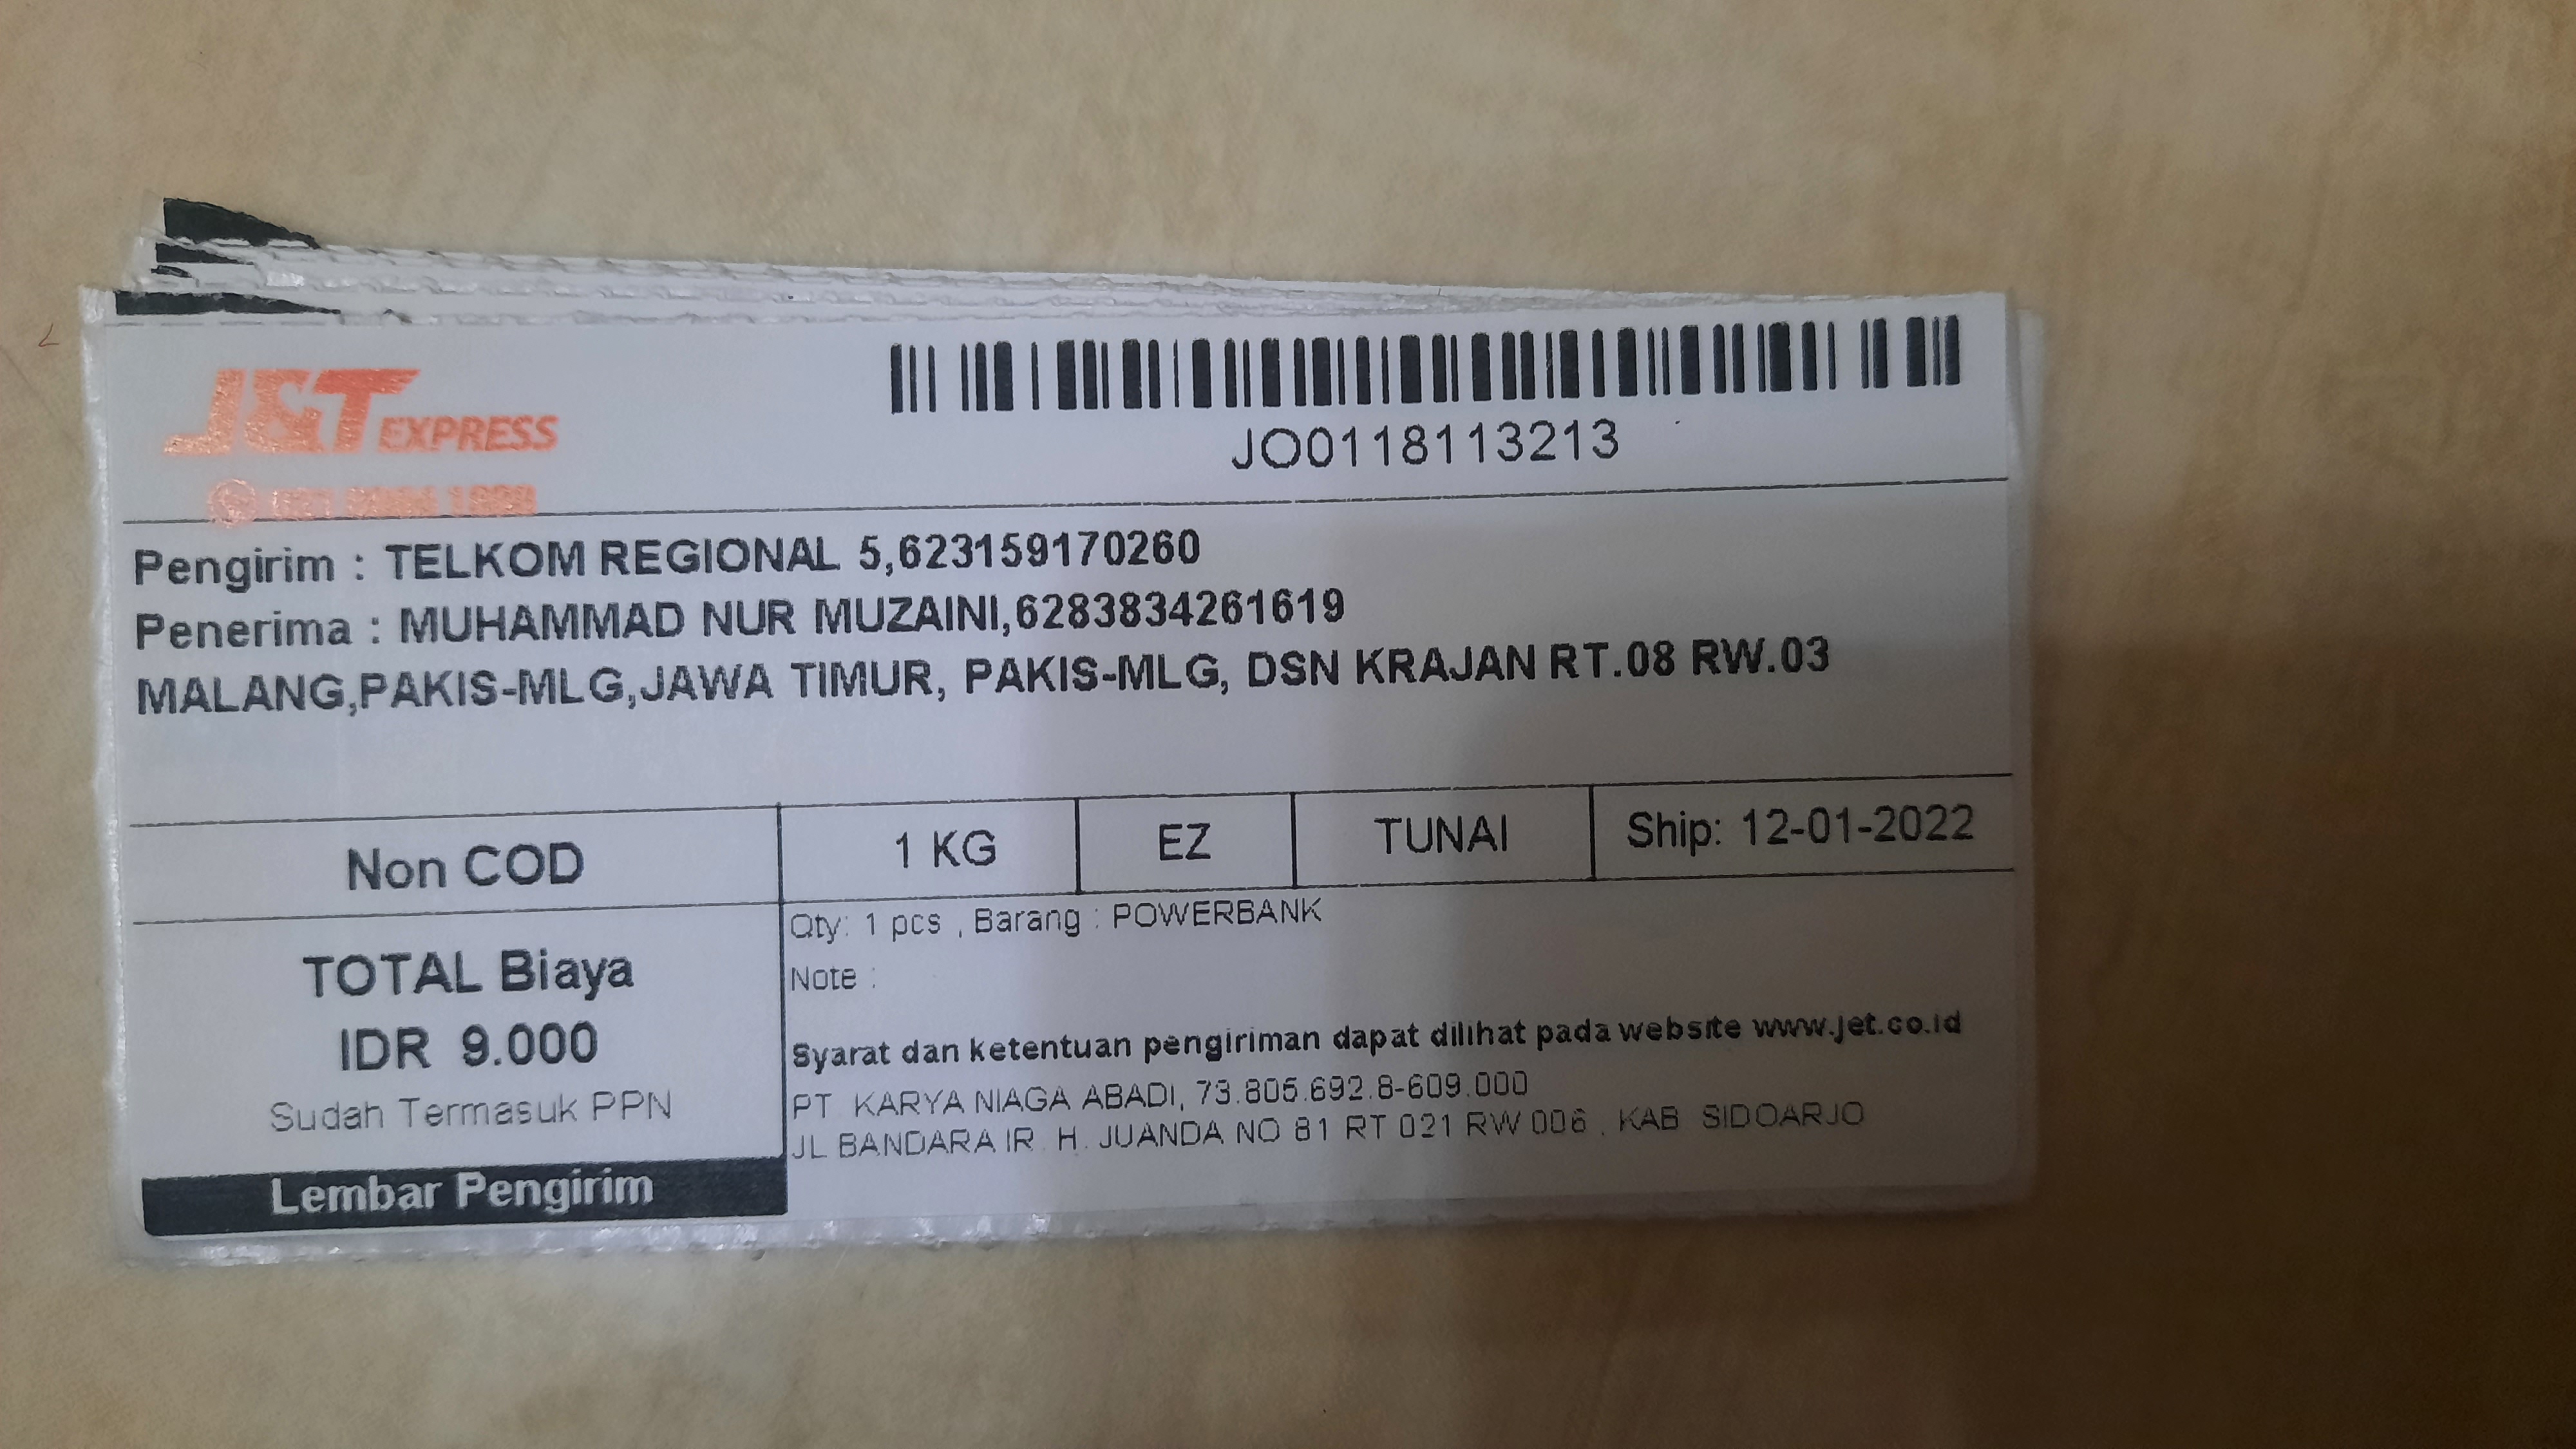 J&T EXPRESS
JO0118113213
Pengirim : TELKOM REGIONAL 5,623159170260
Penerima : MUHAMMAD NUR MUZAINI,6283834261619
MALANG,PAKIS-MLG,JAWA TIMUR, PAKIS-MLG, DSN KRAJAN RT.08 RW.03
Non COD 1 KG EZ TUNAI Ship: 12-01-2022
Qty: 1 pcs , Barang : POWERBANK
Note :
TOTAL Biaya
IDR 9.000
Sudah Termasuk PPN
Lembar Pengirim
Syarat dan ketentuan pengiriman dapat dilihat pada website www.jet.co.id
PT KARYA NIAGA ABADI, 73.805.692.8-609.000
JL BANDARA IR. H. JUANDA NO 81 RT 021 RW 006 , KAB SIDOARJO